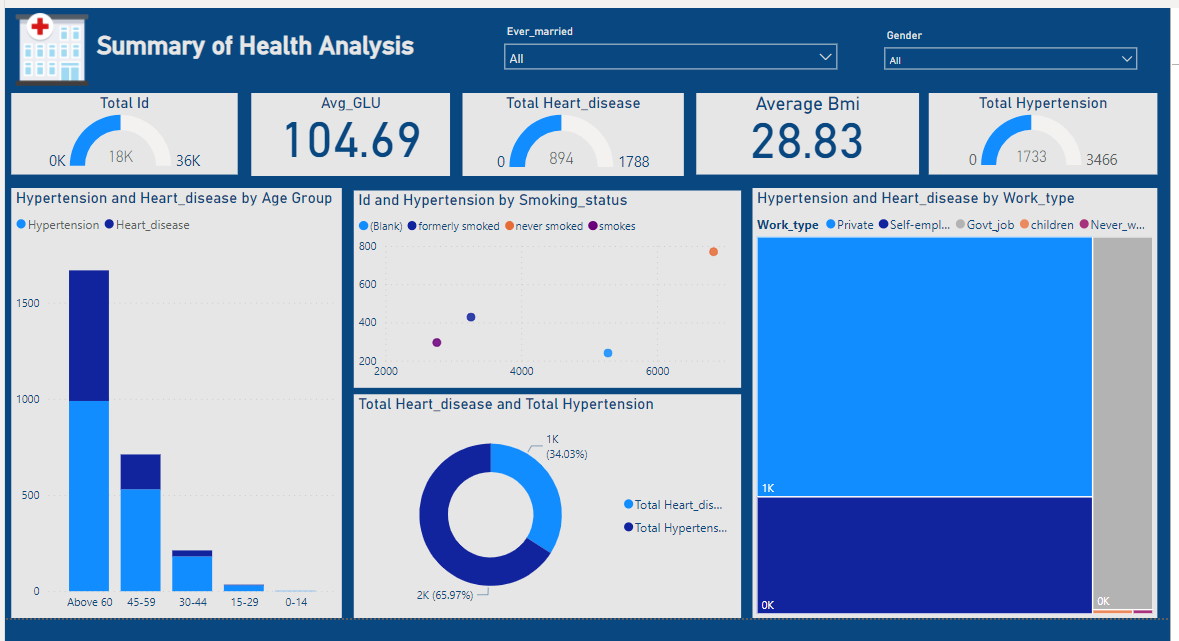 Summary of Health Analysis
Ever_married
All
Gender
All
Total Id
0K
18K
36K
Avg_GLU
104.69
Total Heart_disease
0
894
1788
Average Bmi
28.83
Total Hypertension
0
1733
3466
Hypertension and Heart_disease by Age Group
Hypertension Heart_disease
1500
1000
500
0
Above 60 45-59 30-44 15-29 0-14
Id and Hypertension by Smoking_status
(Blank) formerly smoked never smoked smokes
800
600
400
200
2000 4000 6000
Total Heart_disease and Total Hypertension
1K
(34.03%)
2K (65.97%)
Total Heart_dis...
Total Hypertens...
Hypertension and Heart_disease by Work_type
Work_type Private Self-empl... Govt_job children Never_w...
1K
0K
0K